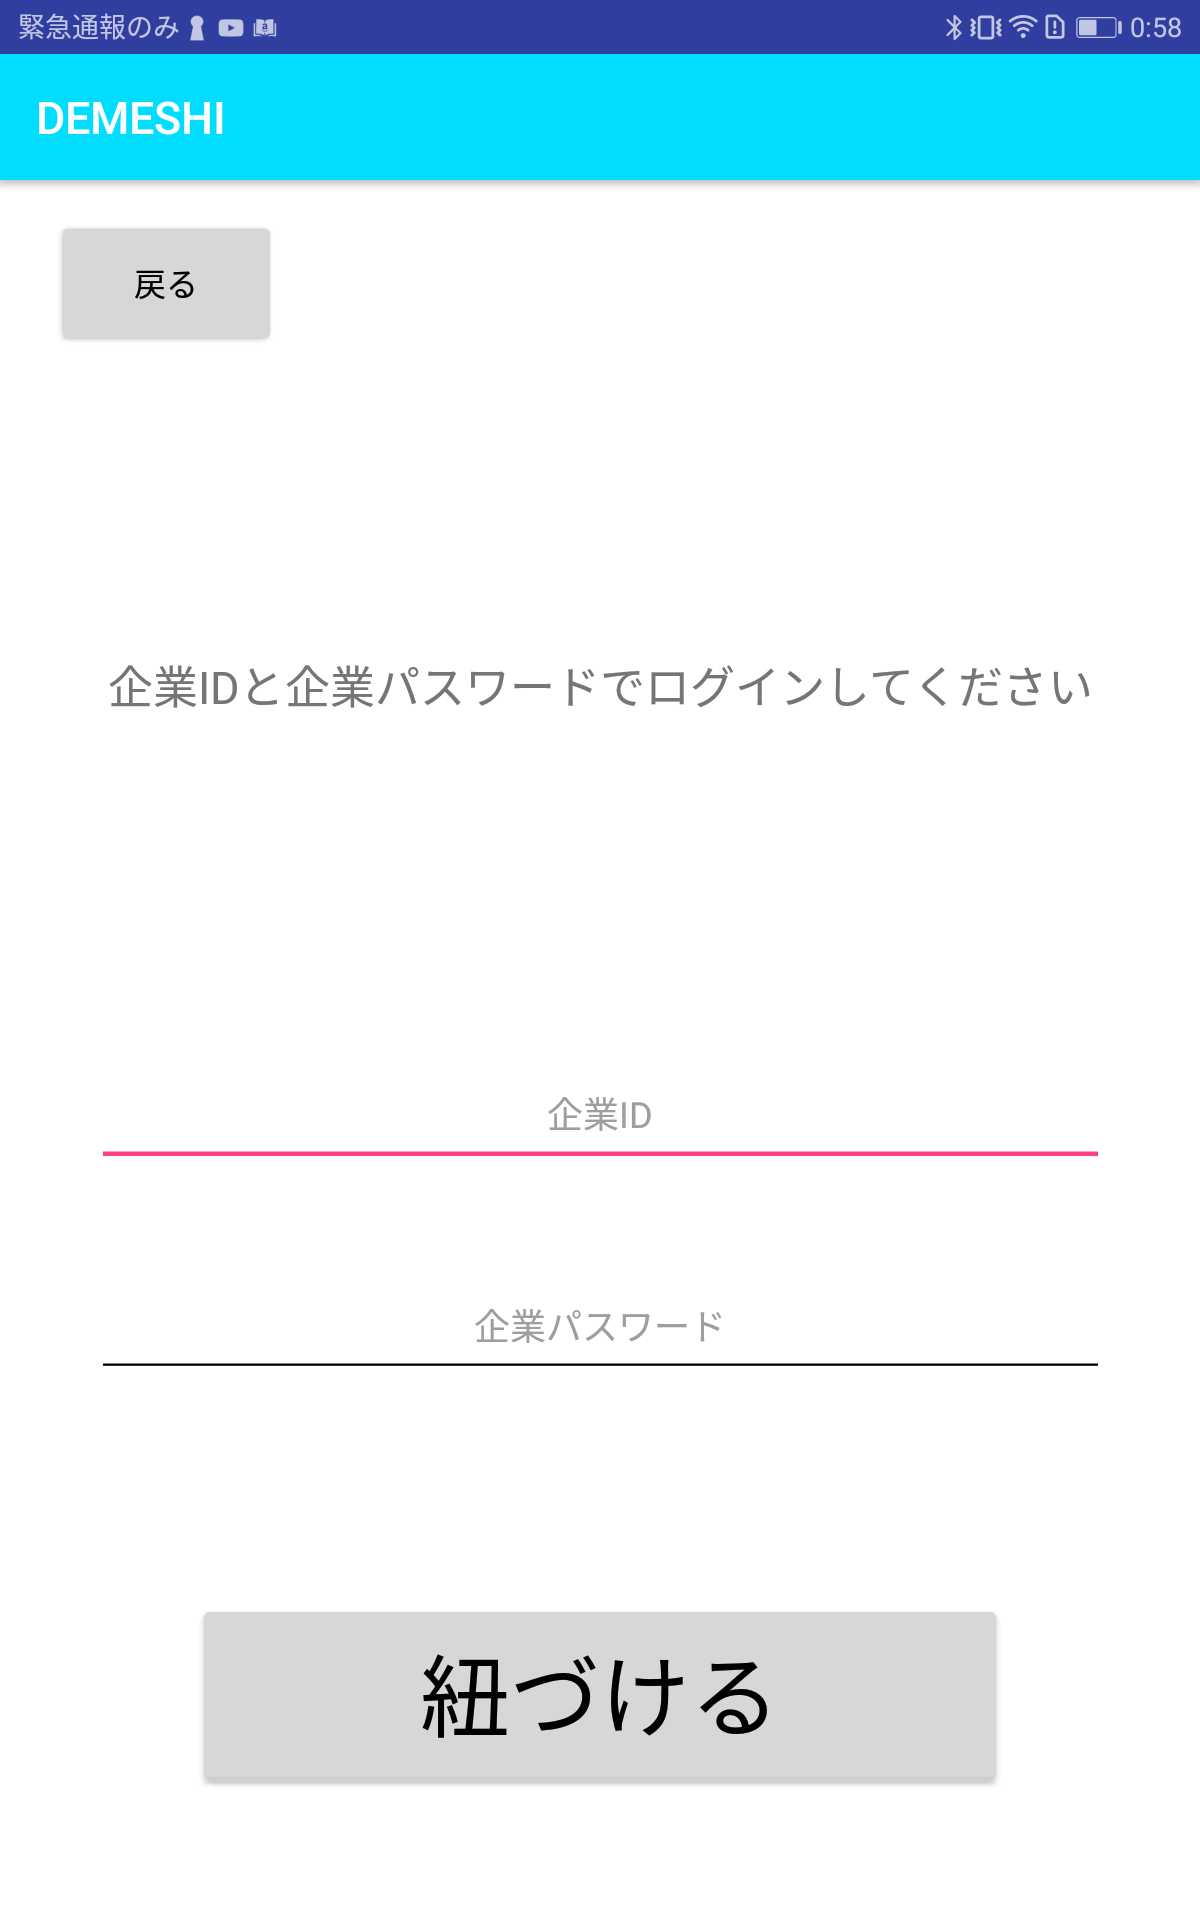 緊急通報のみ 0:58
DEMESHI
戻る
企業IDと企業パスワードでログインしてください
企業ID
企業パスワード
紐づける